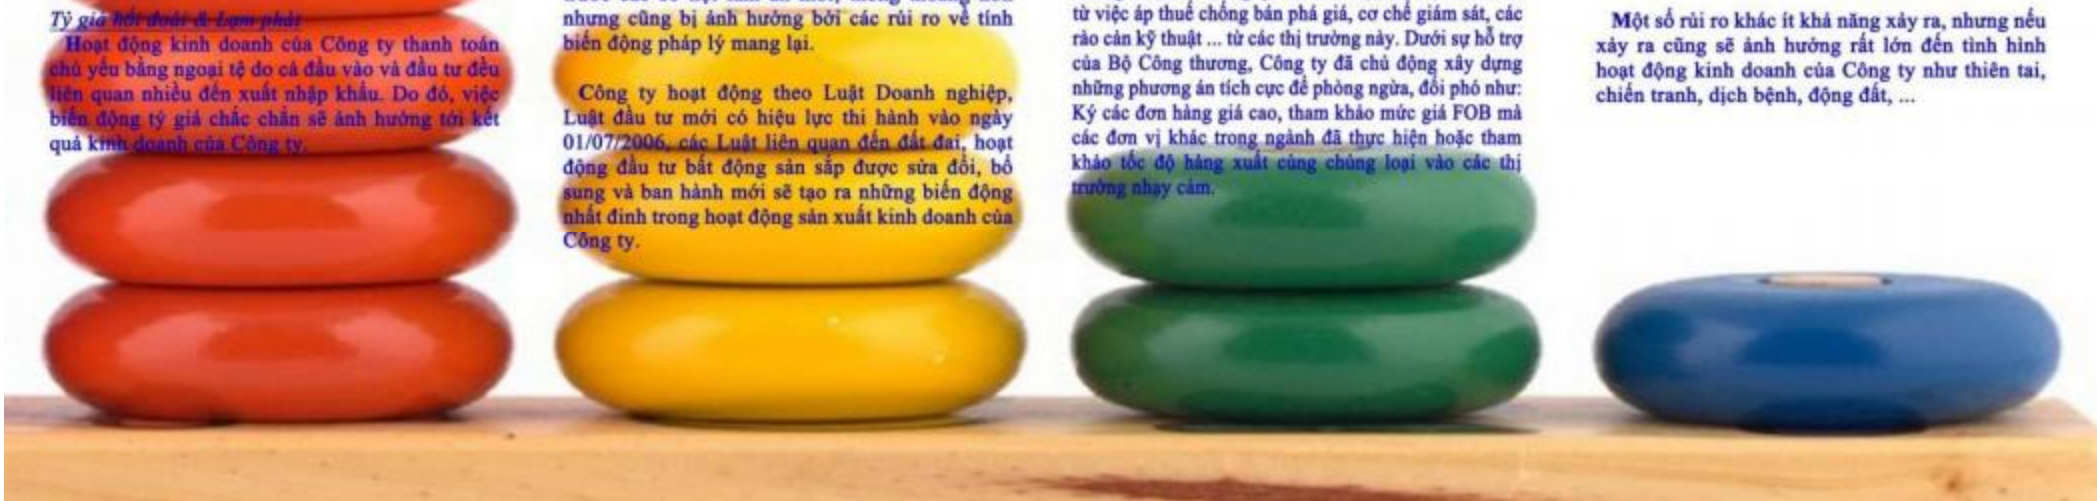 Tỷ giá hối đoái & Lạm phát
Hoạt động kinh doanh của Công ty thanh toán
chủ yếu bằng ngoại tệ do cả đầu vào và đầu tư đều
liên quan nhiều đến xuất nhập khẩu. Do đó, việc
biến động tỷ giá chắc chắn sẽ ảnh hưởng tới kết
quả kinh doanh của Công ty.
nhưng cũng bị ảnh hưởng bởi các rủi ro về tính
biến động pháp lý mang lại.
Công ty hoạt động theo Luật Doanh nghiệp,
Luật đầu tư mới có hiệu lực thi hành vào ngày
01/07/2006, các Luật liên quan đến đất đai, hoạt
động đầu tư bất động sản sắp được sửa đổi, bổ
sung và ban hành mới sẽ tạo ra những biến động
nhất định trong hoạt động sản xuất kinh doanh của
Công ty.
từ việc áp thuế chống bán phá giá, cơ chế giám sát, các
rào cản kỹ thuật ... từ các thị trường này. Dưới sự hỗ trợ
của Bộ Công thương, Công ty đã chủ động xây dựng
những phương án tích cực để phòng ngừa, đối phó như:
Ký các đơn hàng giá cao, tham khảo mức giá FOB mà
các đơn vị khác trong ngành đã thực hiện hoặc tham
khảo tốc độ hàng xuất cùng chủng loại vào các thị
trường nhạy cảm.
Một số rủi ro khác ít khả năng xảy ra, nhưng nếu
xảy ra cũng sẽ ảnh hưởng rất lớn đến tình hình
hoạt động kinh doanh của Công ty như thiên tai,
chiến tranh, dịch bệnh, động đất, ...